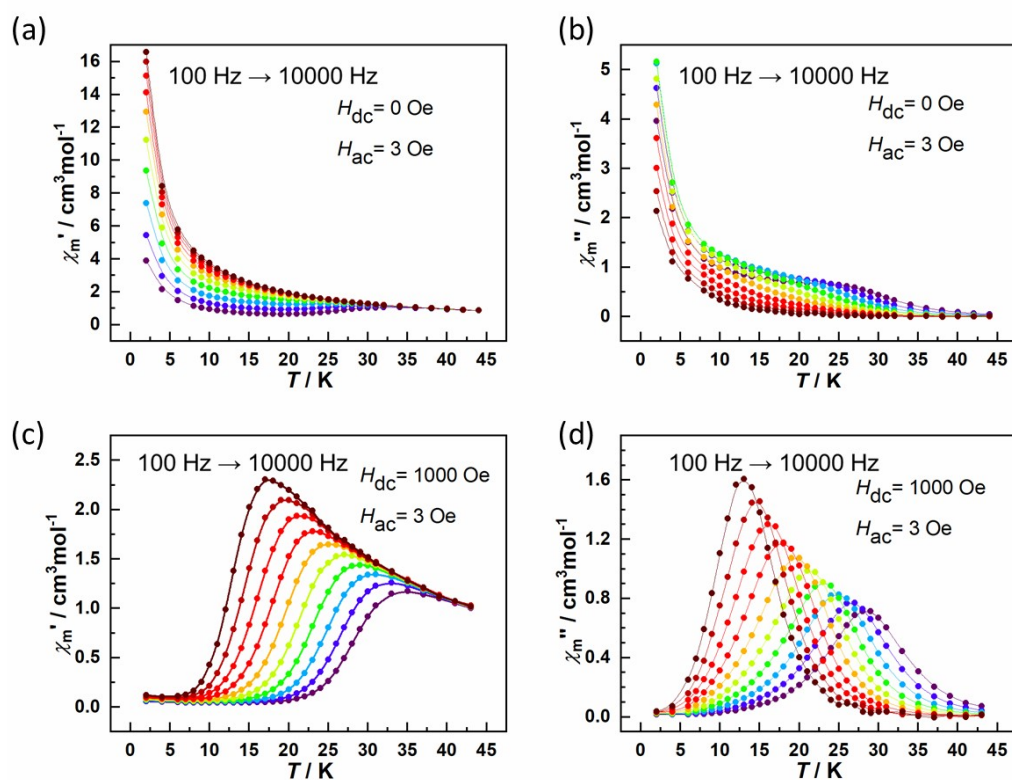 (a)
16
14
12
10
8
6
4
2
0
χm' / cm³mol⁻¹
100 Hz → 10000 Hz
Hdc= 0 Oe
Hac= 3 Oe
0 5 10 15 20 25 30 35 40 45
T / K
(b)
5
4
3
2
1
0
χm'' / cm³mol⁻¹
100 Hz → 10000 Hz
Hdc= 0 Oe
Hac= 3 Oe
0 5 10 15 20 25 30 35 40 45
T / K
(c)
2.5
2.0
1.5
1.0
0.5
0.0
χm' / cm³mol⁻¹
100 Hz → 10000 Hz
Hdc= 1000 Oe
Hac= 3 Oe
0 5 10 15 20 25 30 35 40 45
T / K
(d)
1.6
1.2
0.8
0.4
0.0
χm'' / cm³mol⁻¹
100 Hz → 10000 Hz
Hdc= 1000 Oe
Hac= 3 Oe
0 5 10 15 20 25 30 35 40 45
T / K